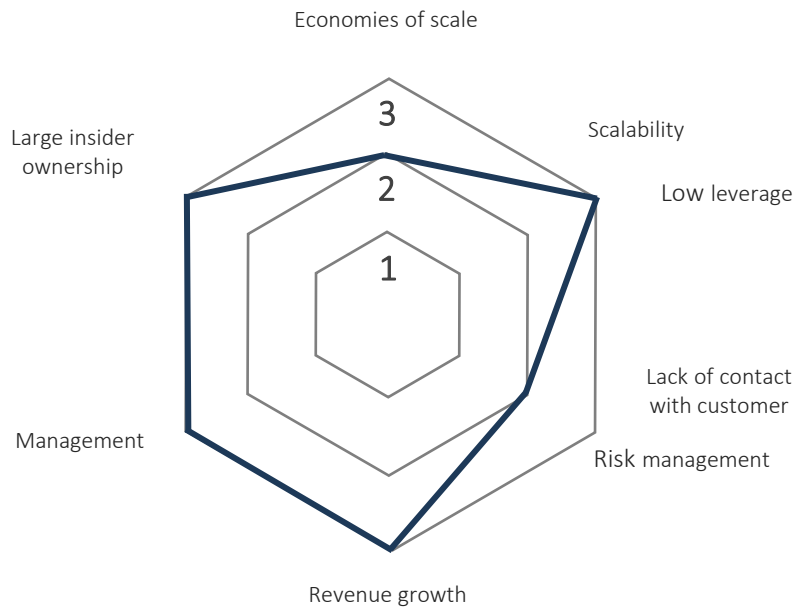 Economies of scale
3
Scalability
Large insider
ownership
2
Low leverage
1
Lack of contact
with customer
Management
Risk management
Revenue growth